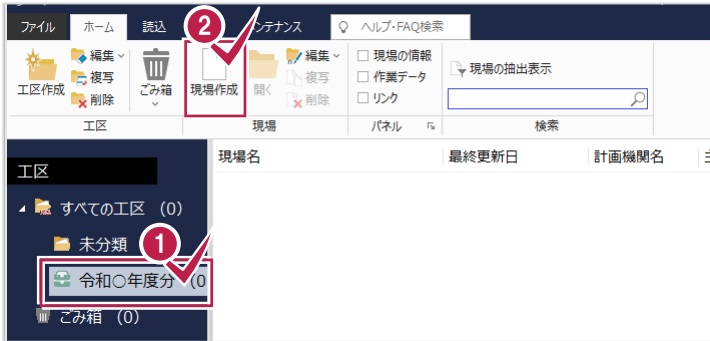 ファイル ホーム 読込 ンテナンス ヘルプ・FAQ検索
2
工区作成 編集 複写 削除 ごみ箱 現場作成 開く 編集 複写 削除 現場の情報 作業データ リンク 現場の抽出表示
工区 現場 パネル 検索
工区 現場名 最終更新日 計画機関名
すべての工区 (0)
未分類
1
令和○年度分 (0
ごみ箱 (0)